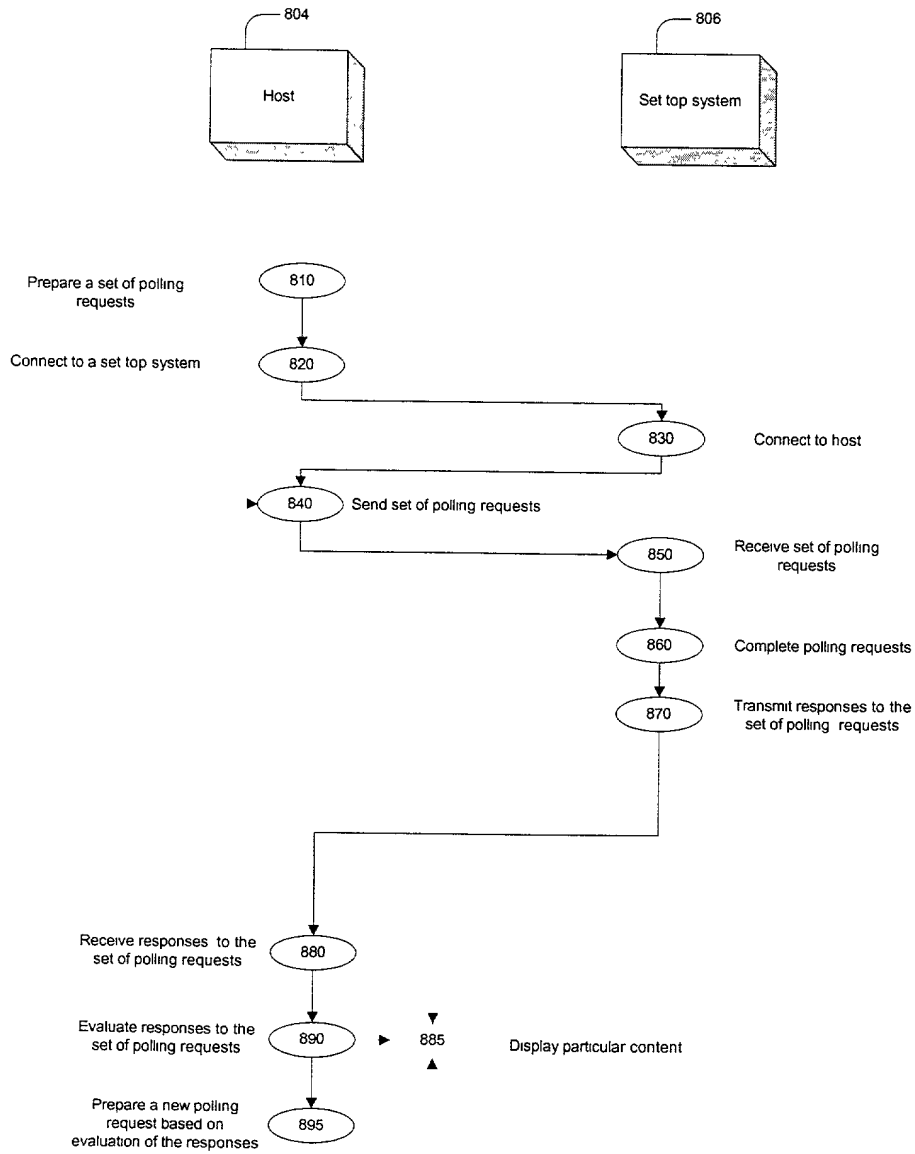 804
806
Host
Set top system
Prepare a set of polling
requests
810
Connect to a set top system
820
830
Connect to host
840
Send set of polling requests
850
Receive set of polling
requests
860
Complete polling requests
870
Transmit responses to the
set of polling requests
Receive responses to the
set of polling requests
880
Evaluate responses to the
set of polling requests
890
885
Display particular content
Prepare a new polling
request based on
evaluation of the responses
895